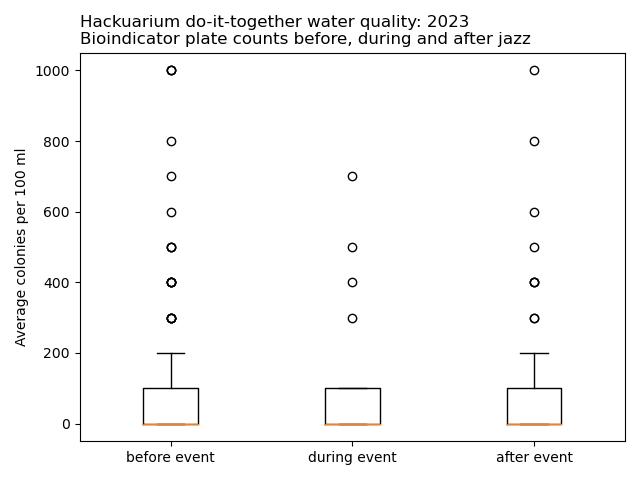 Hackuarium do-it-together water quality: 2023
Bioindicator plate counts before, during and after jazz
Average colonies per 100 ml
1000
800
600
400
200
0
before event
during event
after event